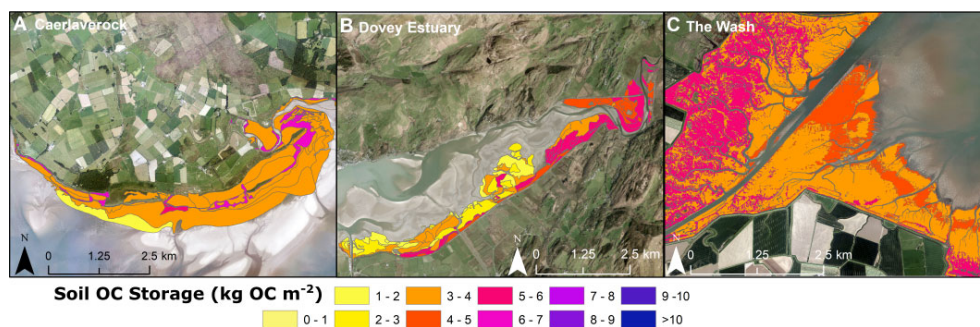 A Caerlaverock
B Dovey Estuary
C The Wash
N
0 1.25 2.5 km
N
0 1.25 2.5 km
N
0 1.25 2.5 km
Soil OC Storage (kg OC m⁻²)
1 - 2 3 - 4 5 - 6 7 - 8 9 - 10
0 - 1 2 - 3 4 - 5 6 - 7 8 - 9 >10